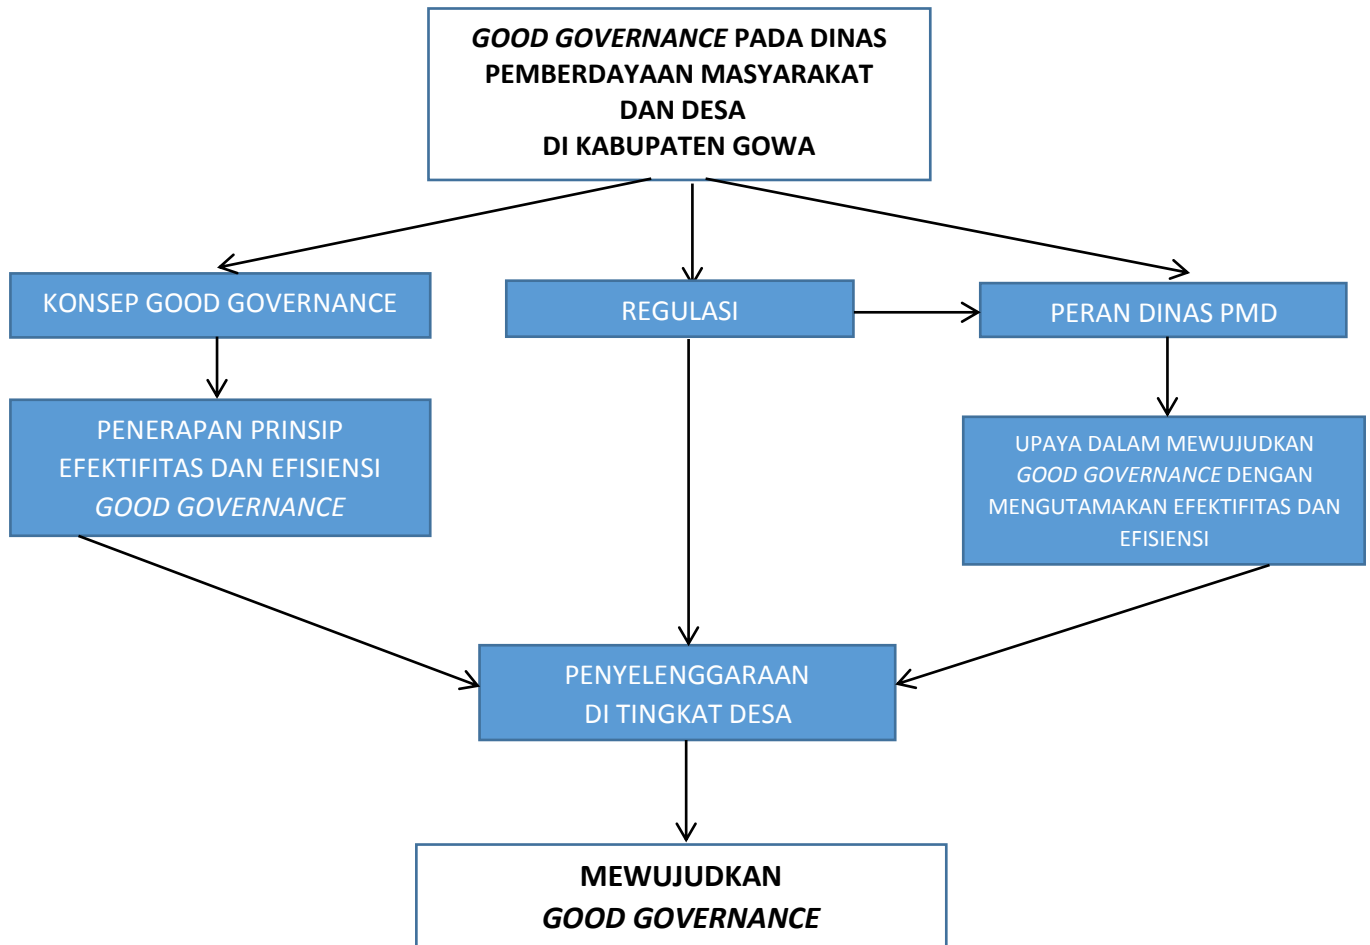 GOOD GOVERNANCE PADA DINAS
PEMBERDAYAAN MASYARAKAT
DAN DESA
DI KABUPATEN GOWA
KONSEP GOOD GOVERNANCE
REGULASI
PERAN DINAS PMD
PENERAPAN PRINSIP
EFEKTIFITAS DAN EFISIENSI
GOOD GOVERNANCE
UPAYA DALAM MEWUJUDKAN
GOOD GOVERNANCE DENGAN
MENGUTAMAKAN EFEKTIFITAS DAN
EFISIENSI
PENYELENGGARAAN
DI TINGKAT DESA
MEWUJUDKAN
GOOD GOVERNANCE